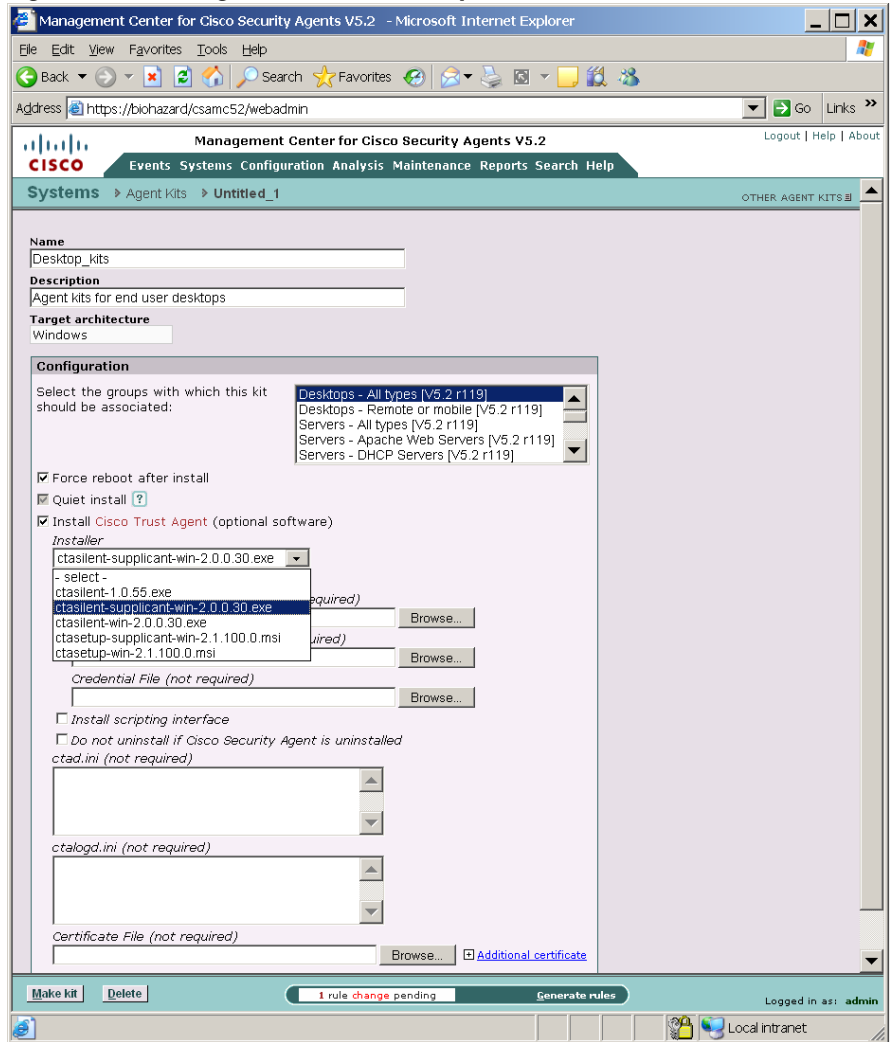 Management Center for Cisco Security Agents V5.2 - Microsoft Internet Explorer
File Edit View Favorites Tools Help
Back Search Favorites
Address https://biohazard/csamc52/webadmin Go Links »
Logout | Help | About
Management Center for Cisco Security Agents V5.2
CISCO
Events Systems Configuration Analysis Maintenance Reports Search Help
Systems Agent Kits Untitled_1
OTHER AGENT KITS
Name
Desktop_kits
Description
Agent kits for end user desktops
Target architecture
Windows
Configuration
Select the groups with which this kit
should be associated:
Desktops - All types [V5.2 r119]
Desktops - Remote or mobile [V5.2 r119]
Servers - All types [V5.2 r119]
Servers - Apache Web Servers [V5.2 r119]
Servers - DHCP Servers [V5.2 r119]
Force reboot after install
Quiet install ?
Install Cisco Trust Agent (optional software)
Installer
ctasilent-supplicant-win-2.0.0.30.exe
- select -
ctasilent-1.0.55.exe
ctasilent-supplicant-win-2.0.0.30.exe
ctasilent-win-2.0.0.30.exe
ctasetup-supplicant-win-2.1.100.0.msi
ctasetup-win-2.1.100.0.msi
Browse...
Browse...
Credential File (not required)
Browse...
Install scripting interface
Do not uninstall if Cisco Security Agent is uninstalled
ctad.ini (not required)
ctalogd.ini (not required)
Certificate File (not required)
Browse... Additional certificate
Make kit Delete 1 rule change pending Generate rules
Logged in as: admin
Local intranet